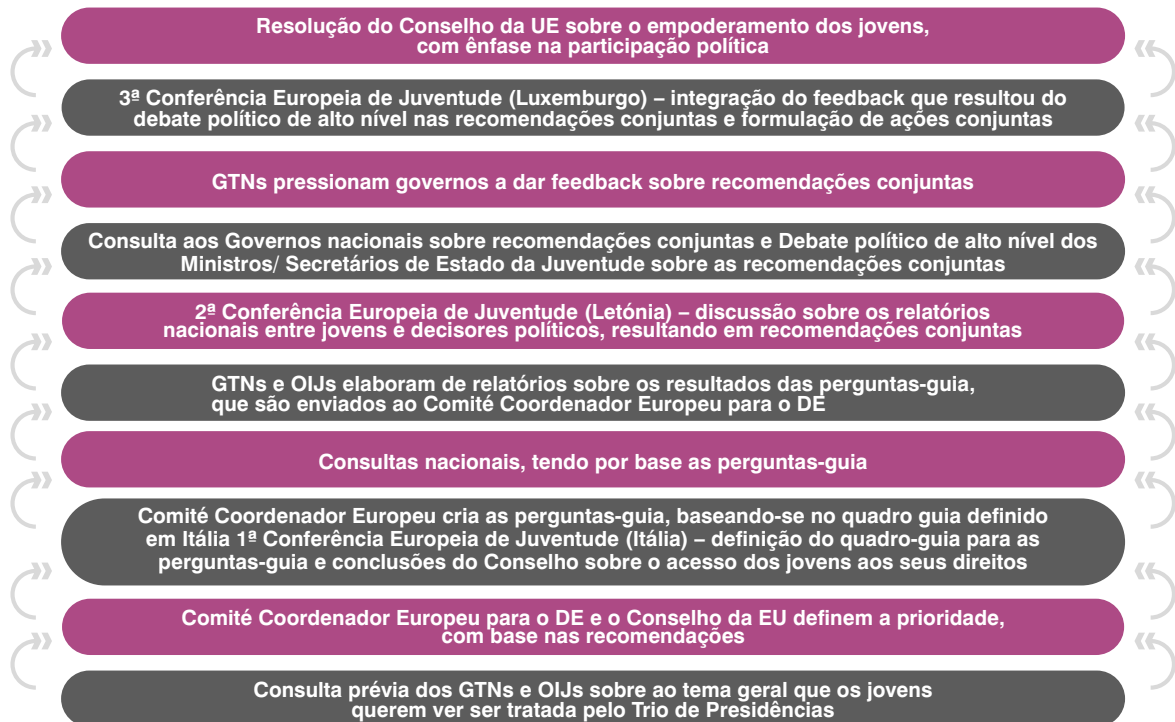 Resolução do Conselho da UE sobre o empoderamento dos jovens,
com ênfase na participação política
3ª Conferência Europeia de Juventude (Luxemburgo) – integração do feedback que resultou do
debate político de alto nível nas recomendações conjuntas e formulação de ações conjuntas
GTNs pressionam governos a dar feedback sobre recomendações conjuntas
Consulta aos Governos nacionais sobre recomendações conjuntas e Debate político de alto nível dos
Ministros/ Secretários de Estado da Juventude sobre as recomendações conjuntas
2ª Conferência Europeia de Juventude (Letónia) – discussão sobre os relatórios
nacionais entre jovens e decisores políticos, resultando em recomendações conjuntas
GTNs e OIJs elaboram de relatórios sobre os resultados das perguntas-guia,
que são enviados ao Comité Coordenador Europeu para o DE
Consultas nacionais, tendo por base as perguntas-guia
Comité Coordenador Europeu cria as perguntas-guia, baseando-se no quadro guia definido
em Itália 1ª Conferência Europeia de Juventude (Itália) – definição do quadro-guia para as
perguntas-guia e conclusões do Conselho sobre o acesso dos jovens aos seus direitos
Comité Coordenador Europeu para o DE e o Conselho da EU definem a prioridade,
com base nas recomendações
Consulta prévia dos GTNs e OIJs sobre ao tema geral que os jovens
querem ver ser tratada pelo Trio de Presidências